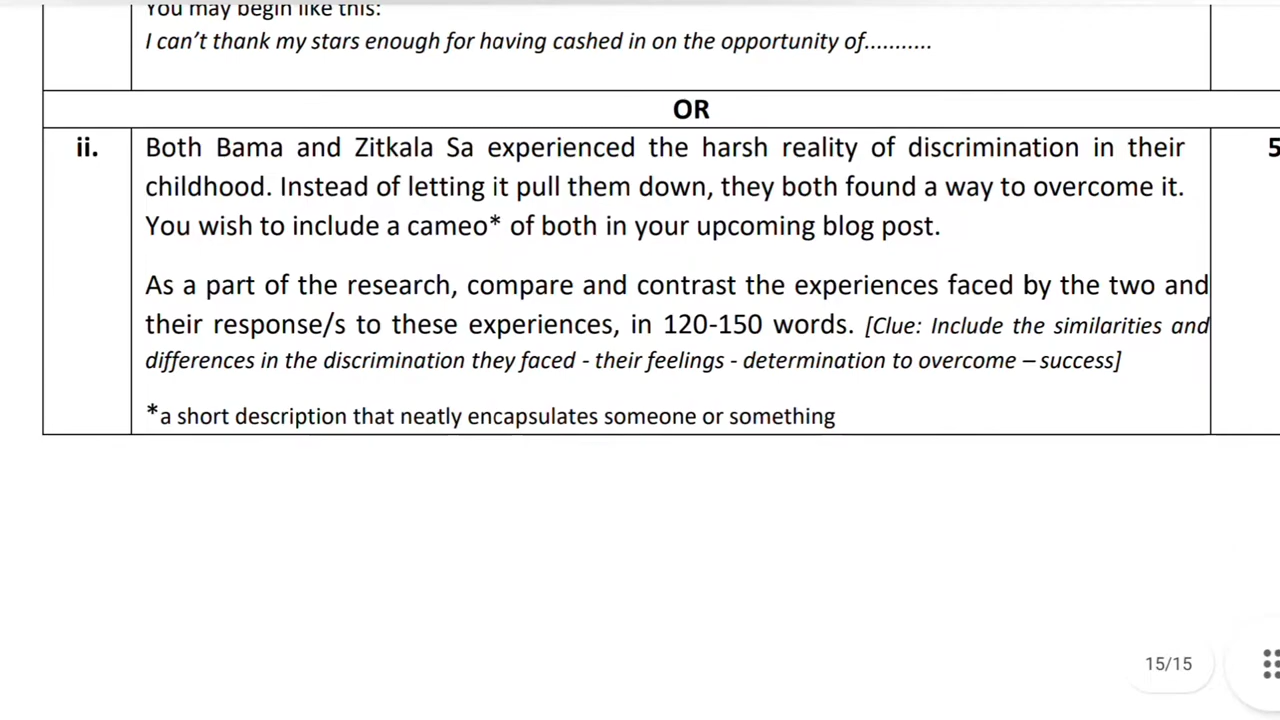 You may begin like this:
I can't thank my stars enough for having cashed in on the opportunity of...........
OR
ii.
Both Bama and Zitkala Sa experienced the harsh reality of discrimination in their
5
childhood. Instead of letting it pull them down, they both found a way to overcome it.
You wish to include a cameo* of both in your upcoming blog post.
As a part of the research, compare and contrast the experiences faced by the two and
their response/s to these experiences, in 120-150 words. [Clue: Include the similarities and
differences in the discrimination they faced - their feelings - determination to overcome – success]
*a short description that neatly encapsulates someone or something
15/15